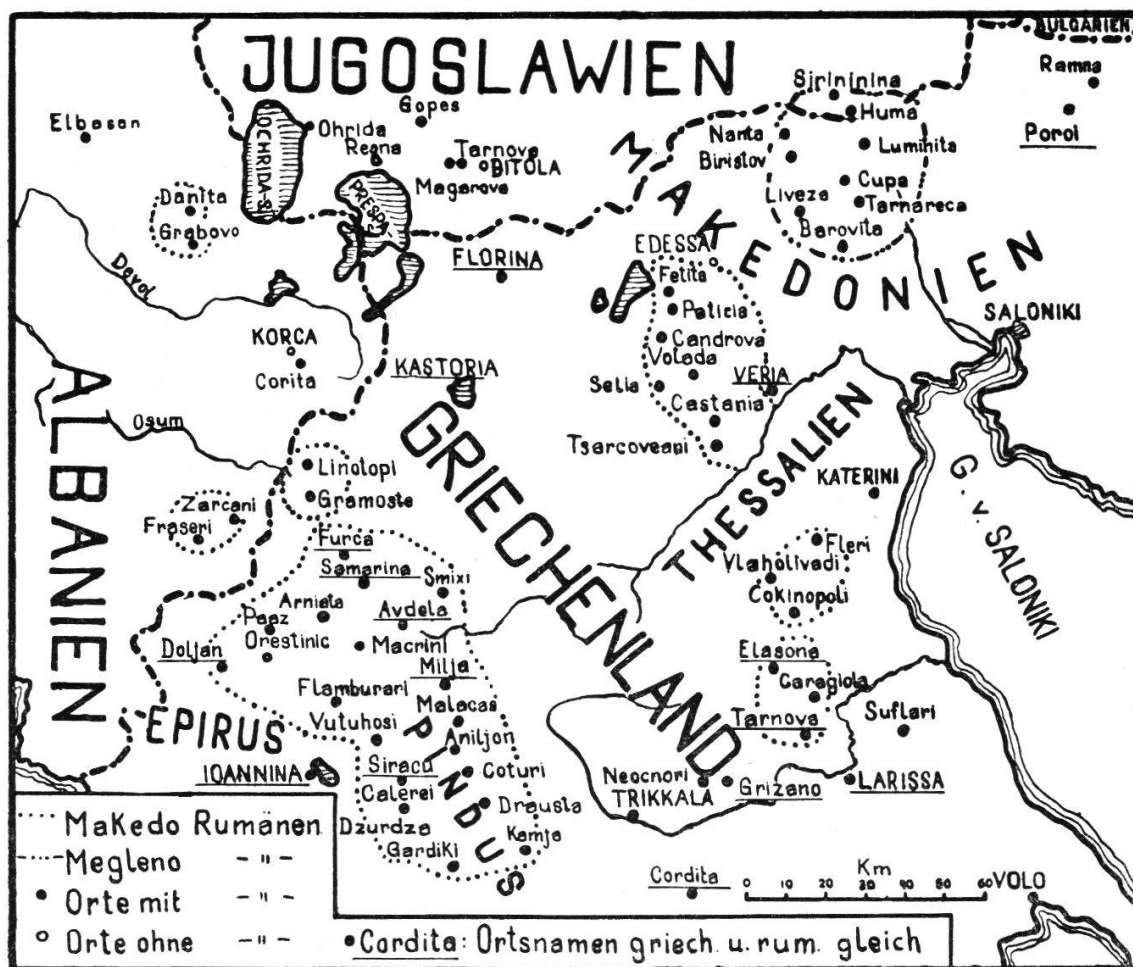 JUGOSLAWIEN
BULGARIEN
Ramna
Poroi
Sirininina
Huma
Nanta
Biristov
Lumnita
Cupa
Liveza
Tarnareca
Barovita
Elbasan
OCHRIDA-S.
Ohrida
Gopes
Resna
Tarnova
BITOLA
Magarova
PRESPA
Danita
Grabovo
Devol
FLORINA
MAKEDONIEN
EDESSA
Fetita
Paticia
Candrova
Volada
Selia
VERIA
Castania
Tsarcoveani
SALONIKI
KORCA
Corita
KASTORIA
ALBANIEN
Osum
GRIECHENLAND
THESSALIEN
G. v. SALONIKI
KATERINI
Linotopi
Gramoste
Zarcani
Fraseri
Furca
Samarina
Smixi
Fleri
Vlaholivadi
Cokinopoli
Arniata
Paaz
Avdela
Orestinic
Macrini
Doljan
Milja
Elasona
Caragiola
Flamburari
Malacas
Tarnova
Suflari
Vutuhosi
EPIRUS
PINDUS
Aniljon
IOANNINA
Siracu
Coturi
Calerei
Neocnori
TRIKKALA
Grizano
LARISSA
Drausta
Dzurdza
Kamja
Gardiki
Cordita
Km
0 10 20 30 40 50 60
VOLO
Makedo Rumänen
Megleno - " -
Orte mit - " -
Orte ohne - " -
Cordita: Ortsnamen griech. u. rum. gleich